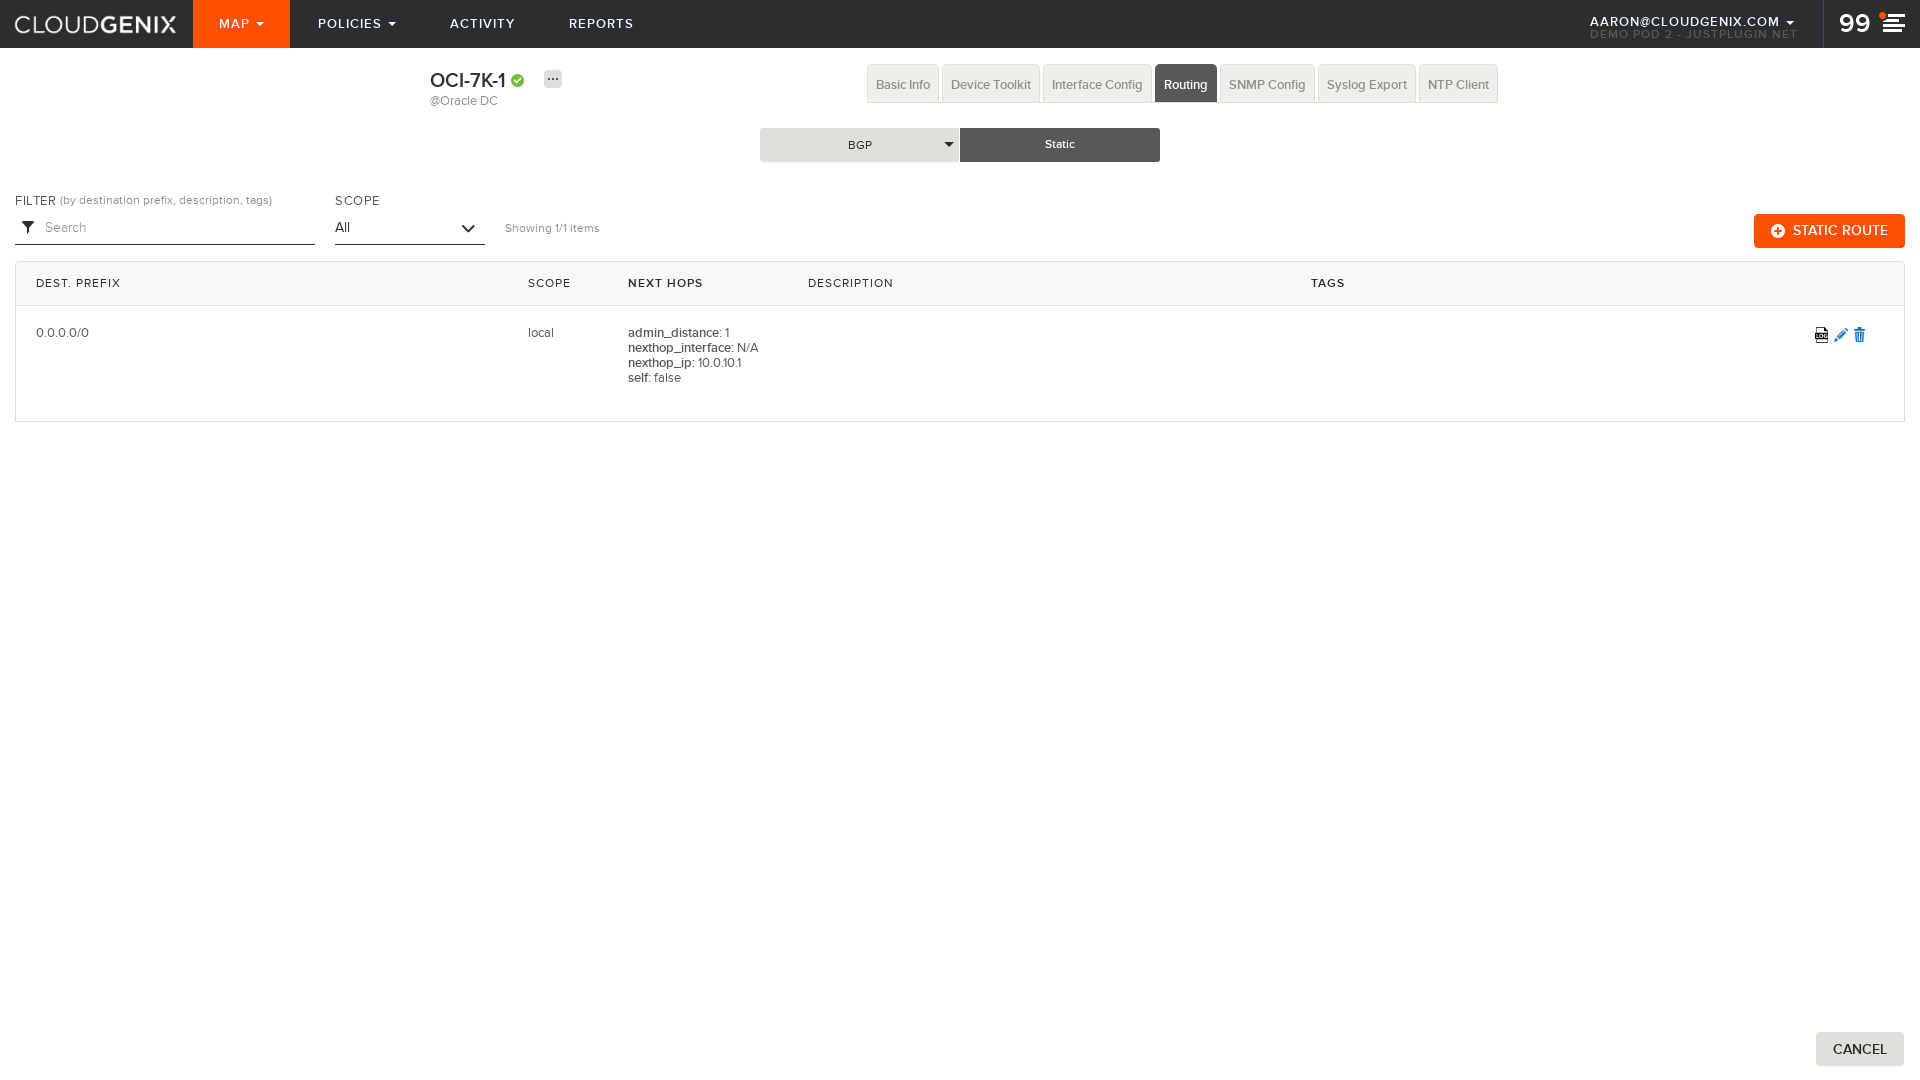 CLOUDGENIX
MAP
POLICIES
ACTIVITY
REPORTS
AARON@CLOUDGENIX.COM
DEMO POD 2 - JUSTPLUGIN.NET
99
OCI-7K-1
@Oracle DC
Basic Info
Device Toolkit
Interface Config
Routing
SNMP Config
Syslog Export
NTP Client
BGP
Static
FILTER (by destination prefix, description, tags)
SCOPE
Search
All
Showing 1/1 items
STATIC ROUTE
DEST. PREFIX
SCOPE
NEXT HOPS
DESCRIPTION
TAGS
0.0.0.0/0
local
admin_distance: 1
nexthop_interface: N/A
nexthop_ip: 10.0.10.1
self: false
LOG
CANCEL